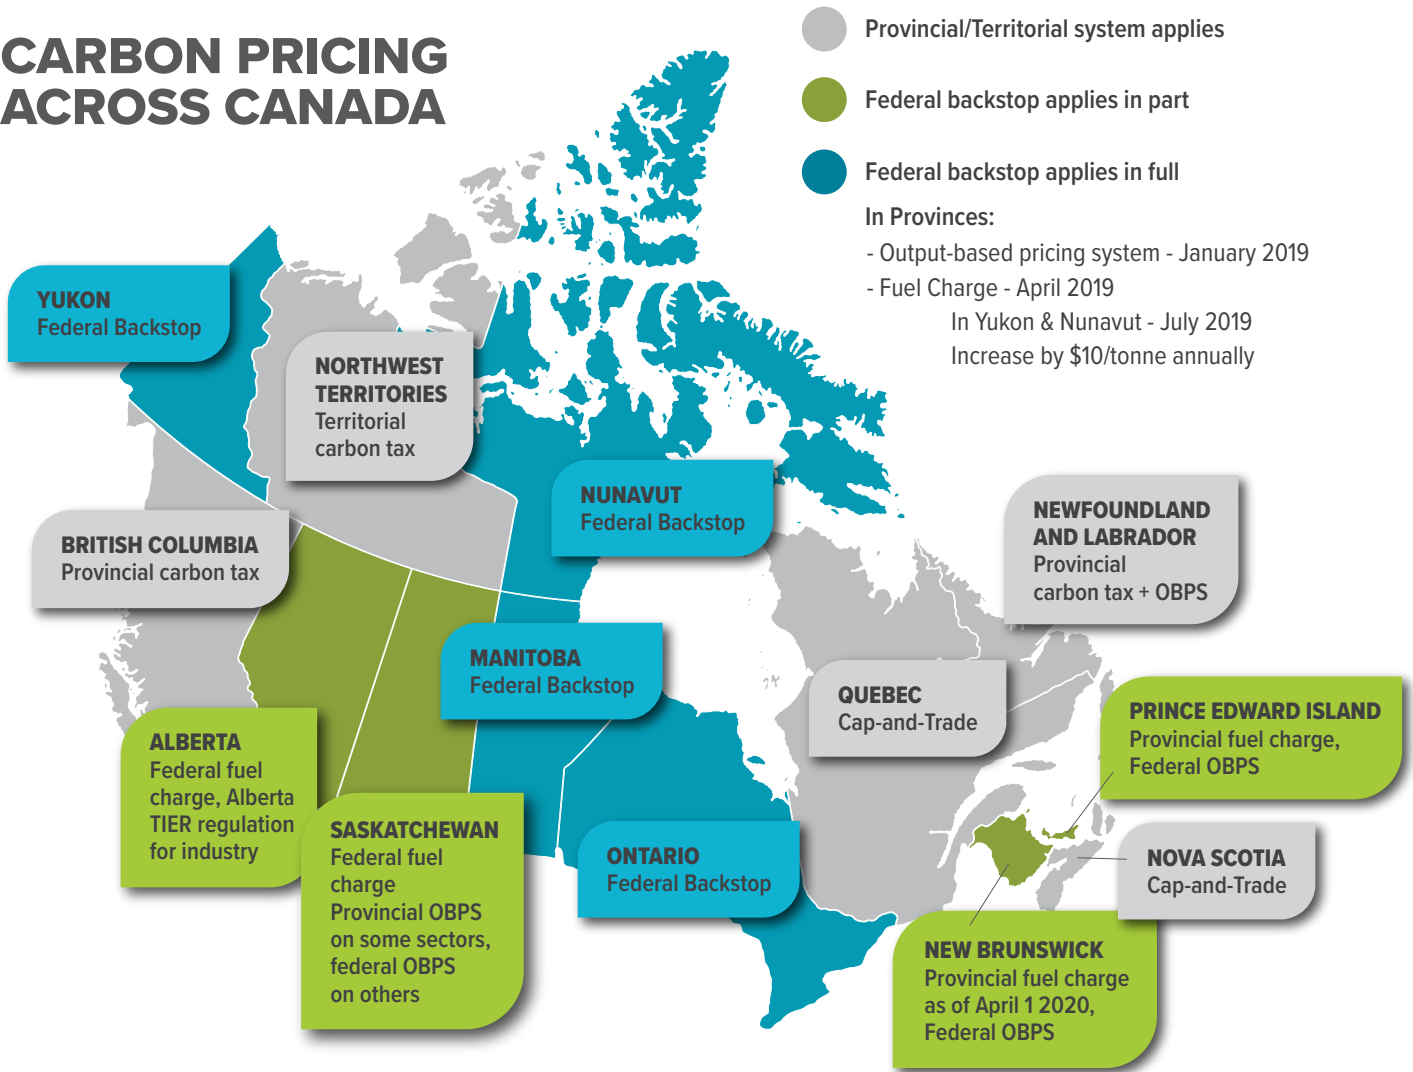 CARBON PRICING
ACROSS CANADA
Provincial/Territorial system applies
Federal backstop applies in part
Federal backstop applies in full
In Provinces:
- Output-based pricing system - January 2019
- Fuel Charge - April 2019
In Yukon & Nunavut - July 2019
Increase by $10/tonne annually
YUKON
Federal Backstop
NORTHWEST
TERRITORIES
Territorial
carbon tax
NUNAVUT
Federal Backstop
BRITISH COLUMBIA
Provincial carbon tax
NEWFOUNDLAND
AND LABRADOR
Provincial
carbon tax + OBPS
MANITOBA
Federal Backstop
QUEBEC
Cap-and-Trade
PRINCE EDWARD ISLAND
Provincial fuel charge,
Federal OBPS
ALBERTA
Federal fuel
charge, Alberta
TIER regulation
for industry
SASKATCHEWAN
Federal fuel
charge
Provincial OBPS
on some sectors,
federal OBPS
on others
ONTARIO
Federal Backstop
NOVA SCOTIA
Cap-and-Trade
NEW BRUNSWICK
Provincial fuel charge
as of April 1 2020,
Federal OBPS